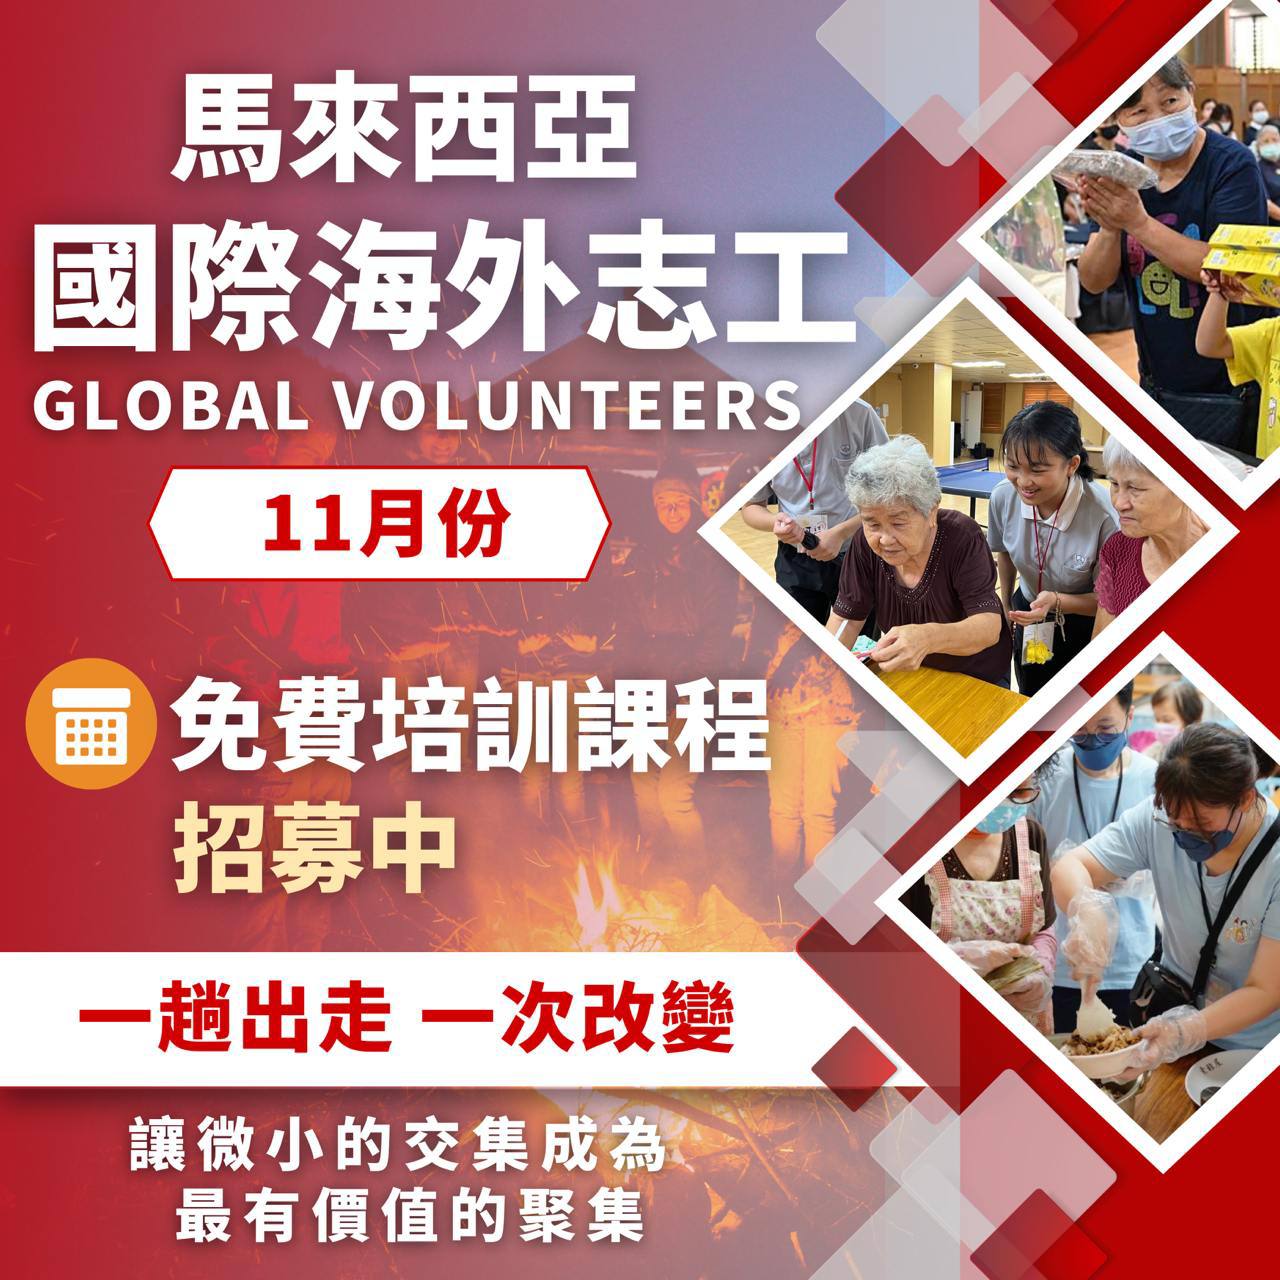 馬來西亞
國際海外志工
GLOBAL VOLUNTEERS
11月份
免費培訓課程
招募中
一趟出走 一次改變
讓微小的交集成為
最有價值的聚集